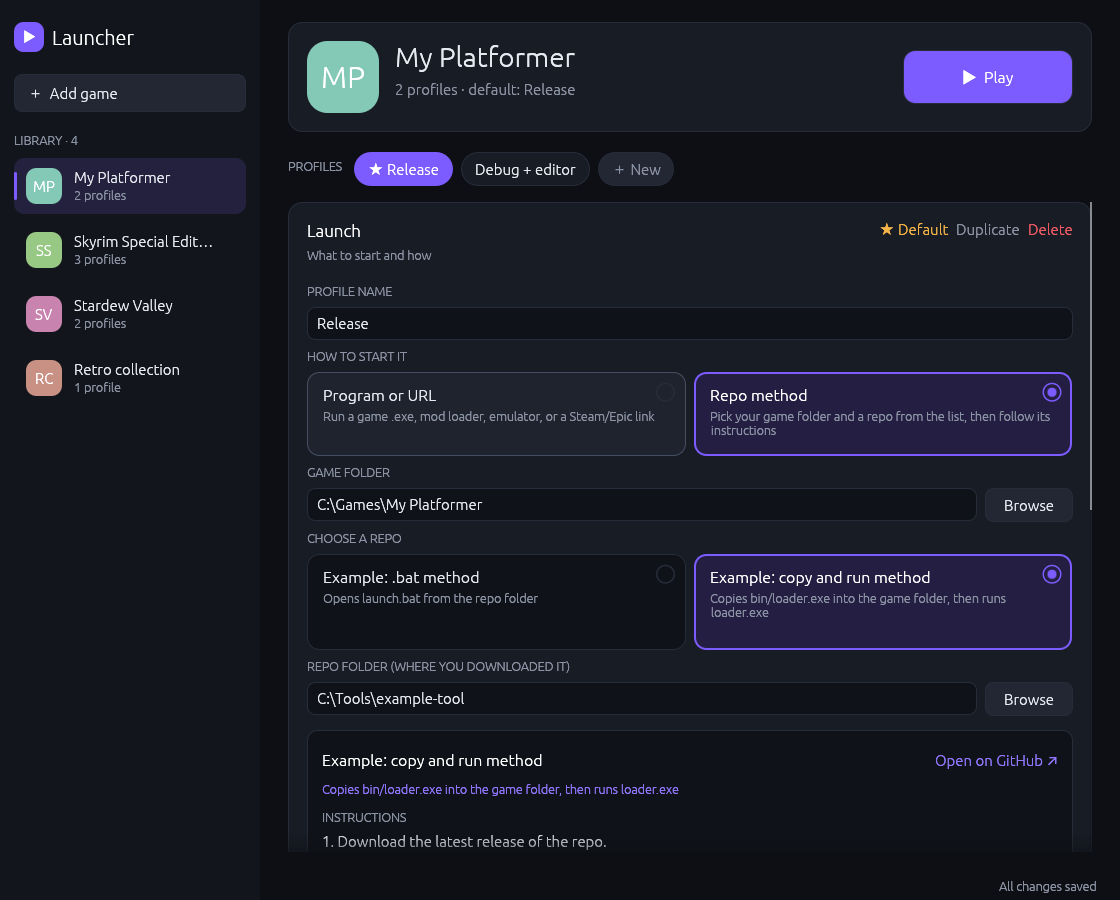 Launcher
+ Add game
LIBRARY · 4
MP
My Platformer
2 profiles
SS
Skyrim Special Edit...
3 profiles
SV
Stardew Valley
2 profiles
RC
Retro collection
1 profile
MP
My Platformer
2 profiles · default: Release
▶ Play
PROFILES
★ Release
Debug + editor
+ New
Launch
What to start and how
★ Default
Duplicate
Delete
PROFILE NAME
Release
HOW TO START IT
Program or URL
Run a game .exe, mod loader, emulator, or a Steam/Epic link
Repo method
Pick your game folder and a repo from the list, then follow its
instructions
GAME FOLDER
C:\Games\My Platformer
Browse
CHOOSE A REPO
Example: .bat method
Opens launch.bat from the repo folder
Example: copy and run method
Copies bin/loader.exe into the game folder, then runs
loader.exe
REPO FOLDER (WHERE YOU DOWNLOADED IT)
C:\Tools\example-tool
Browse
Example: copy and run method
Open on GitHub ↗
Copies bin/loader.exe into the game folder, then runs loader.exe
INSTRUCTIONS
1. Download the latest release of the repo.
All changes saved